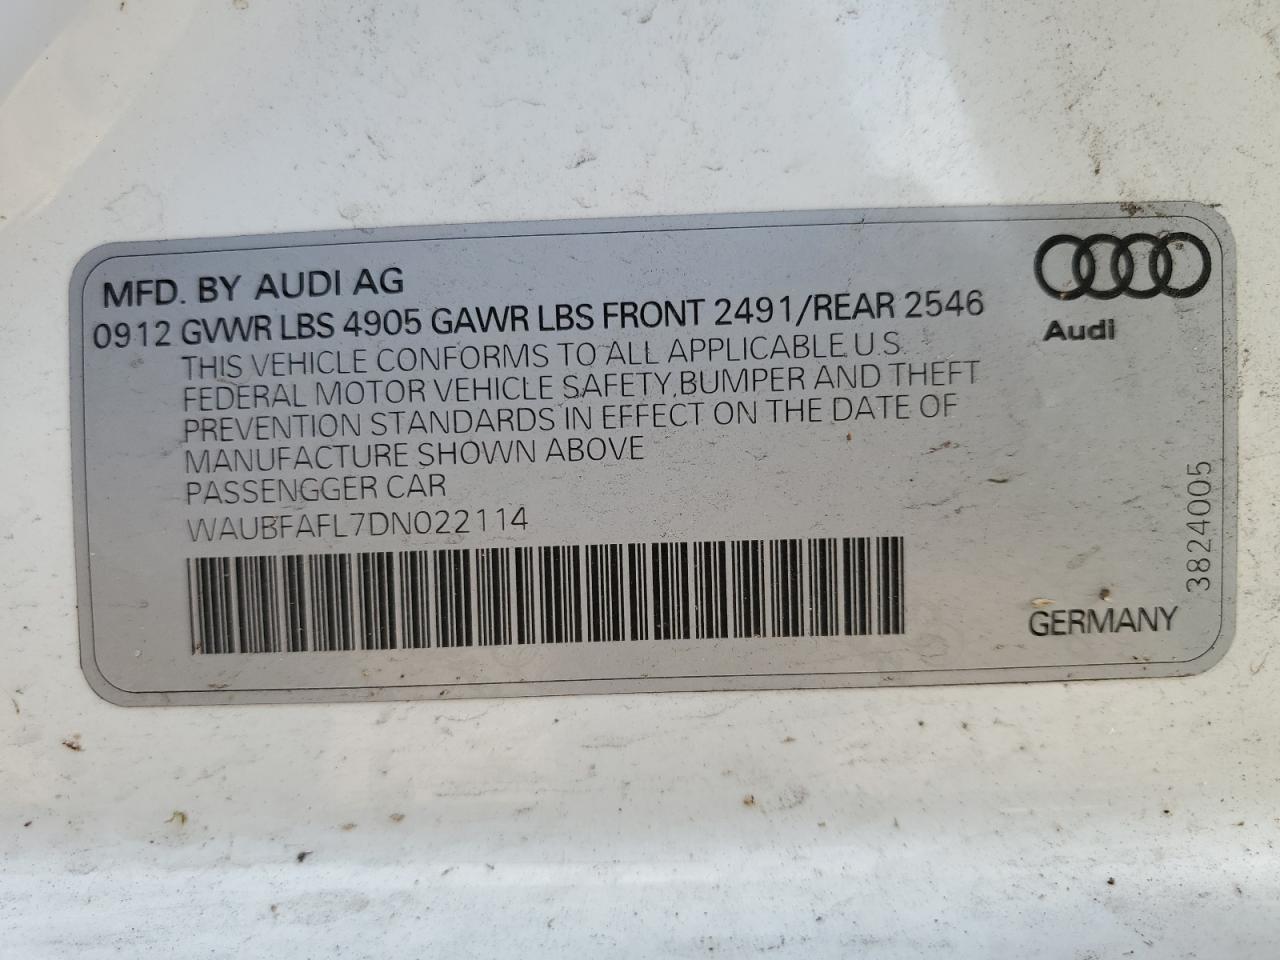 MFD. BY AUDI AG
0912 GVWR LBS 4905 GAWR LBS FRONT 2491/REAR 2546
THIS VEHICLE CONFORMS TO ALL APPLICABLE U.S.
FEDERAL MOTOR VEHICLE SAFETY,BUMPER AND THEFT
PREVENTION STANDARDS IN EFFECT ON THE DATE OF
MANUFACTURE SHOWN ABOVE
PASSENGGER CAR
WAUBFAFL7DN022114
Audi
3824005
GERMANY